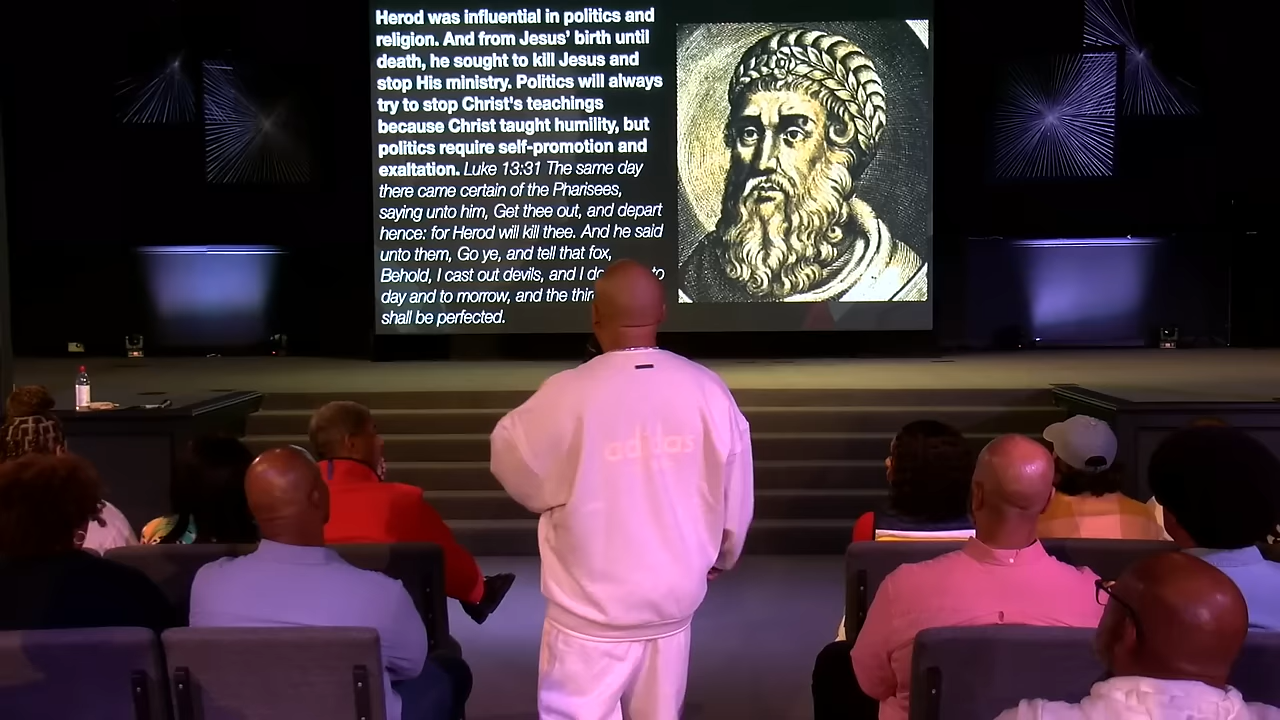 Herod was influential in politics and
religion. And from Jesus' birth until
death, he sought to kill Jesus and
stop His ministry. Politics will always
try to stop Christ's teachings
because Christ taught humility, but
politics require self-promotion and
exaltation. Luke 13:31 The same day
there came certain of the Pharisees,
saying unto him, Get thee out, and depart
hence: for Herod will kill thee. And he said
unto them, Go ye, and tell that fox,
Behold, I cast out devils, and I do to
day and to morrow, and the
shall be perfected.
adidas